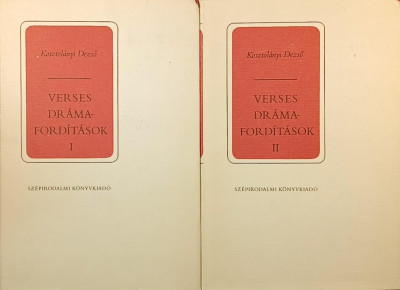 Kosztolányi Dezső
VERSES
DRÁMA-
FORDÍTÁSOK
I
SZÉPIRODALMI KÖNYVKIADÓ
Kosztolányi Dezső
VERSES
DRÁMA-
FORDÍTÁSOK
II
SZÉPIRODALMI KÖNYVKIADÓ